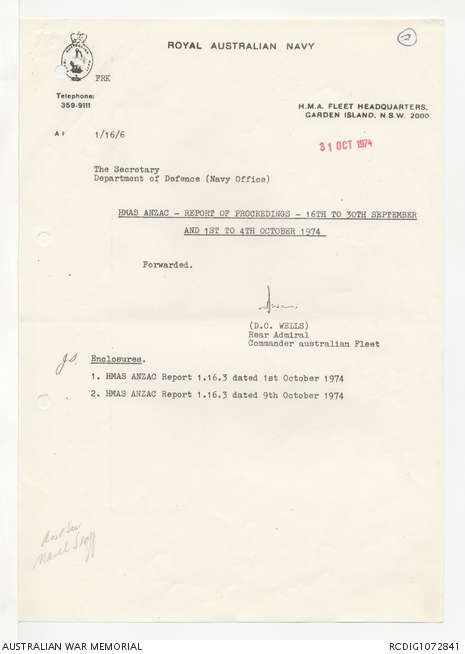 ROYAL AUSTRALIAN NAVY
FRK
Telephone:
359-9111
H.M.A. FLEET HEADQUARTERS,
GARDEN ISLAND, N.S.W. 2000
AF 1/16/6
31 OCT 1974
The Secretary
Department of Defence (Navy Office)
HMAS ANZAC - REPORT OF PROCEEDINGS - 16TH TO 30TH SEPTEMBER
AND 1ST TO 4TH OCTOBER 1974
Forwarded.
(D.C. WELLS)
Rear Admiral
Commander australian Fleet
Enclosures.
1. HMAS ANZAC Report 1.16.3 dated 1st October 1974
2. HMAS ANZAC Report 1.16.3 dated 9th October 1974
Naval Staff
AUSTRALIAN WAR MEMORIAL
RCDIG1072841